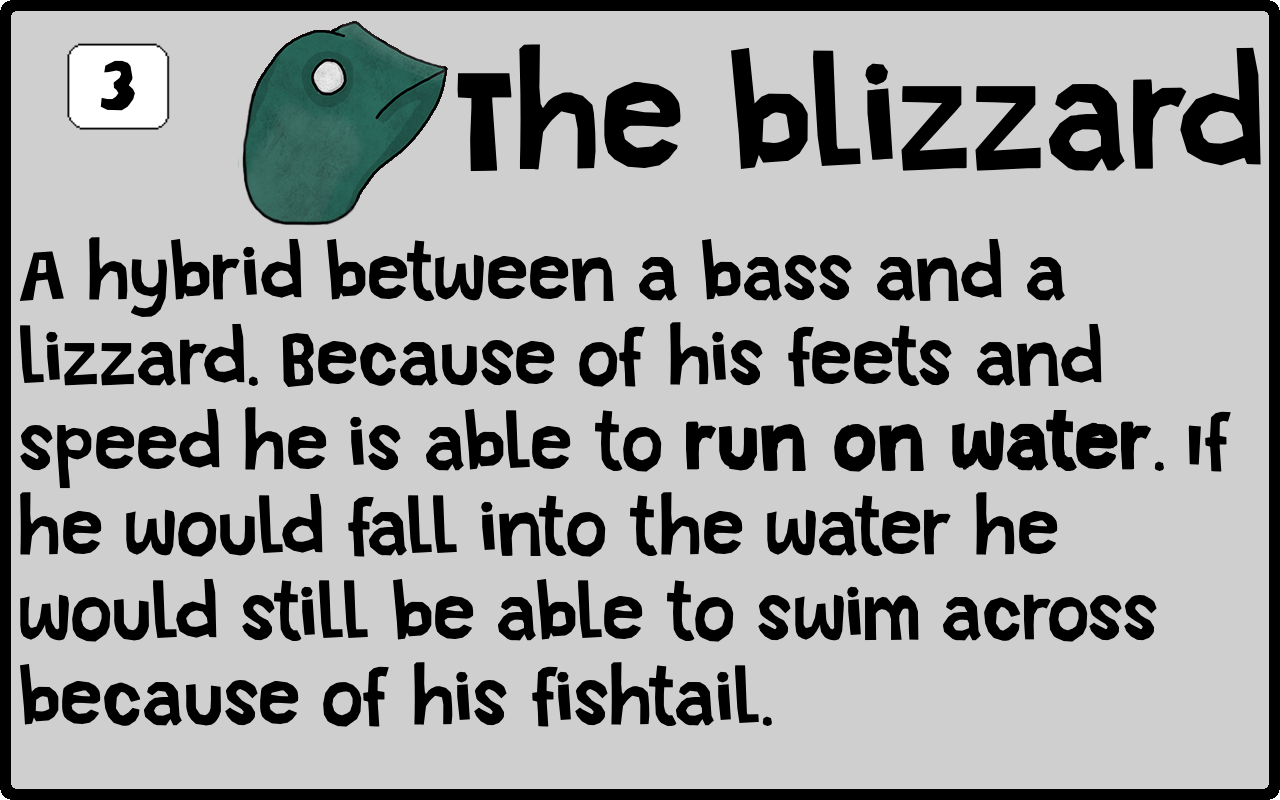 3
The blizzard
A hybrid between a bass and a
lizzard. Because of his feets and
speed he is able to run on water. If
he would fall into the water he
would still be able to swim across
because of his fishtail.